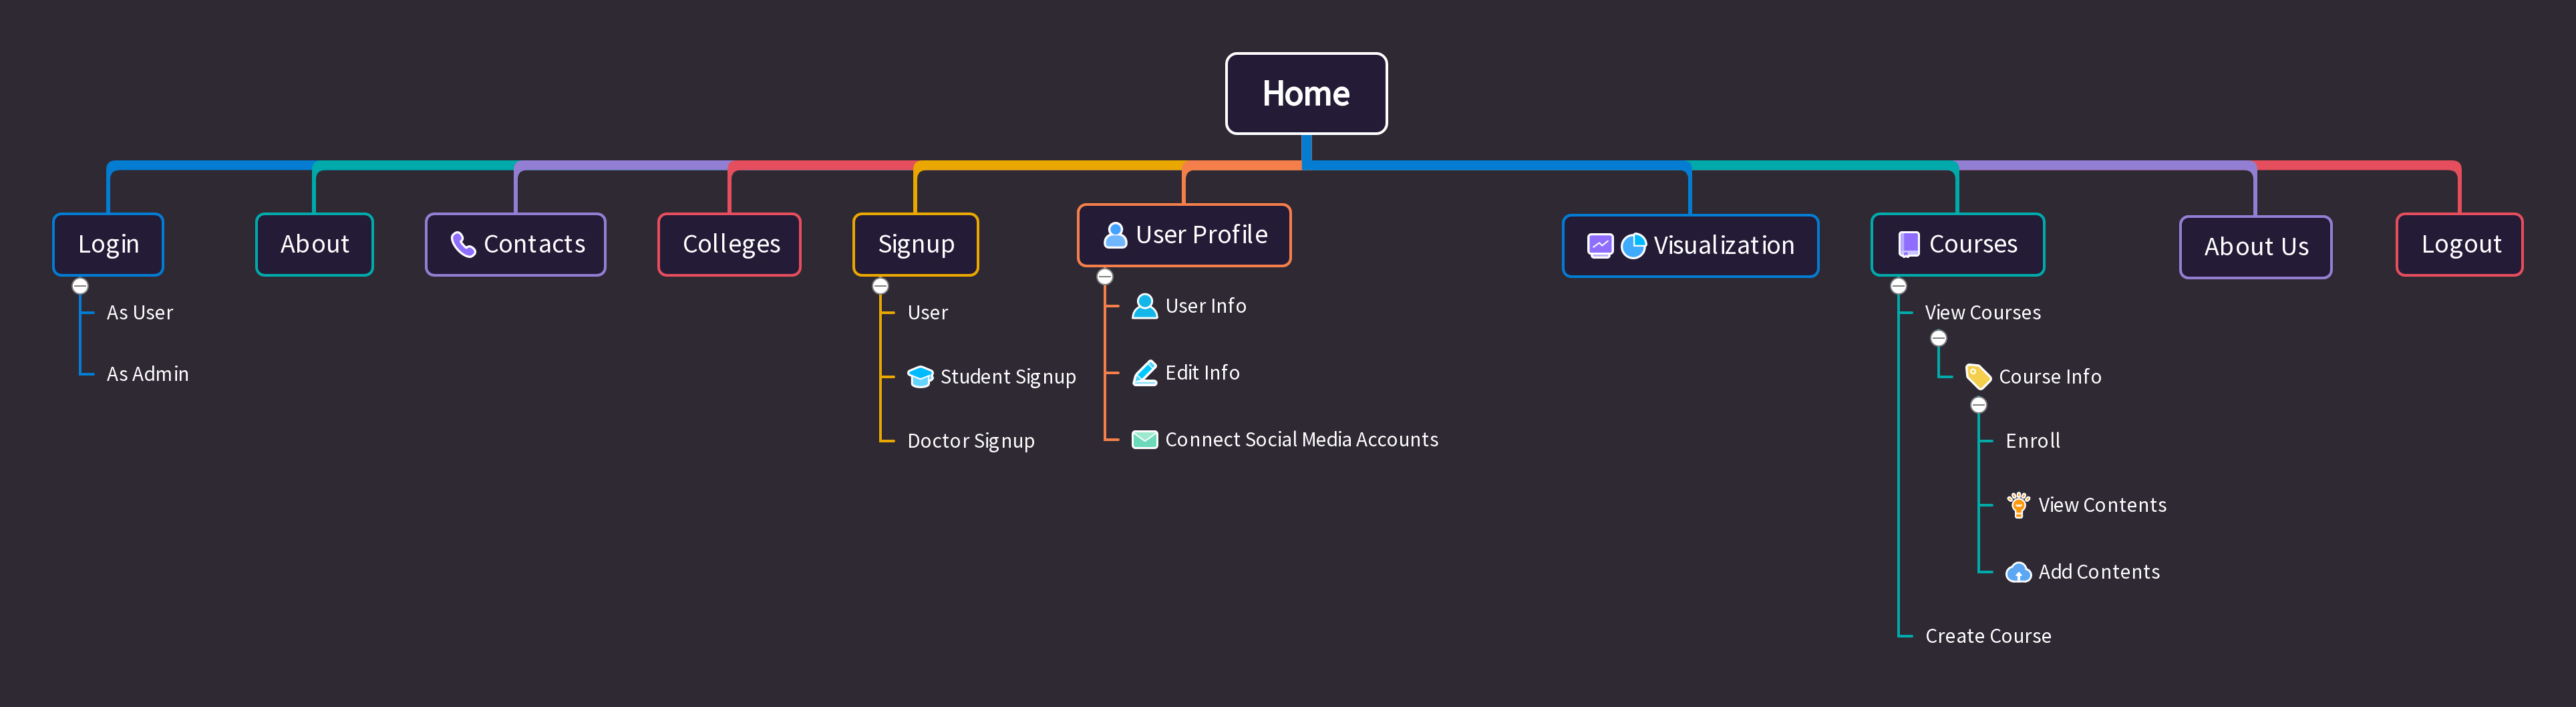 Home
Login
About
Contacts
Colleges
Signup
User Profile
Visualization
Courses
About Us
Logout
As User
As Admin
User
Student Signup
Doctor Signup
User Info
Edit Info
Connect Social Media Accounts
View Courses
Course Info
Enroll
View Contents
Add Contents
Create Course